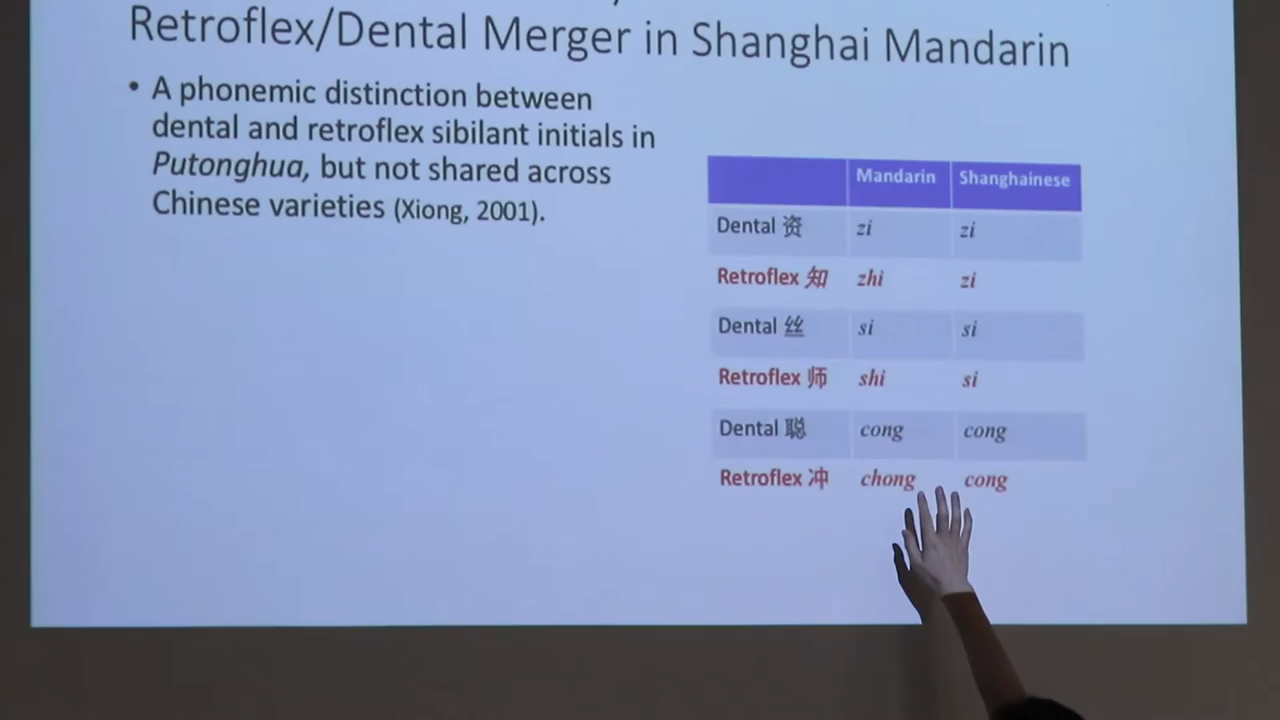 Retroflex/Dental Merger in Shanghai Mandarin
• A phonemic distinction between
dental and retroflex sibilant initials in
Putonghua, but not shared across
Chinese varieties (Xiong, 2001).
Mandarin Shanghainese
Dental 资 zi zi
Retroflex 知 zhi zi
Dental 丝 si si
Retroflex 师 shi si
Dental 聪 cong cong
Retroflex 冲 chong cong